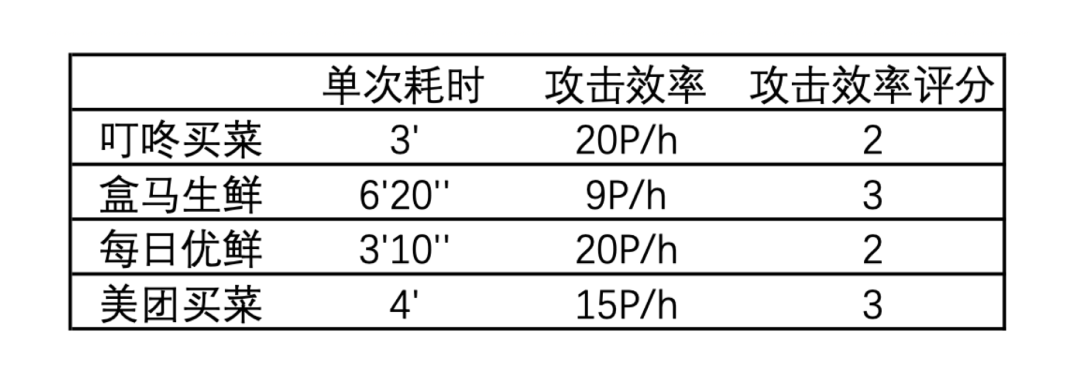 单次耗时 攻击效率 攻击效率评分
叮咚买菜 3' 20P/h 2
盒马生鲜 6'20'' 9P/h 3
每日优鲜 3'10'' 20P/h 2
美团买菜 4' 15P/h 3